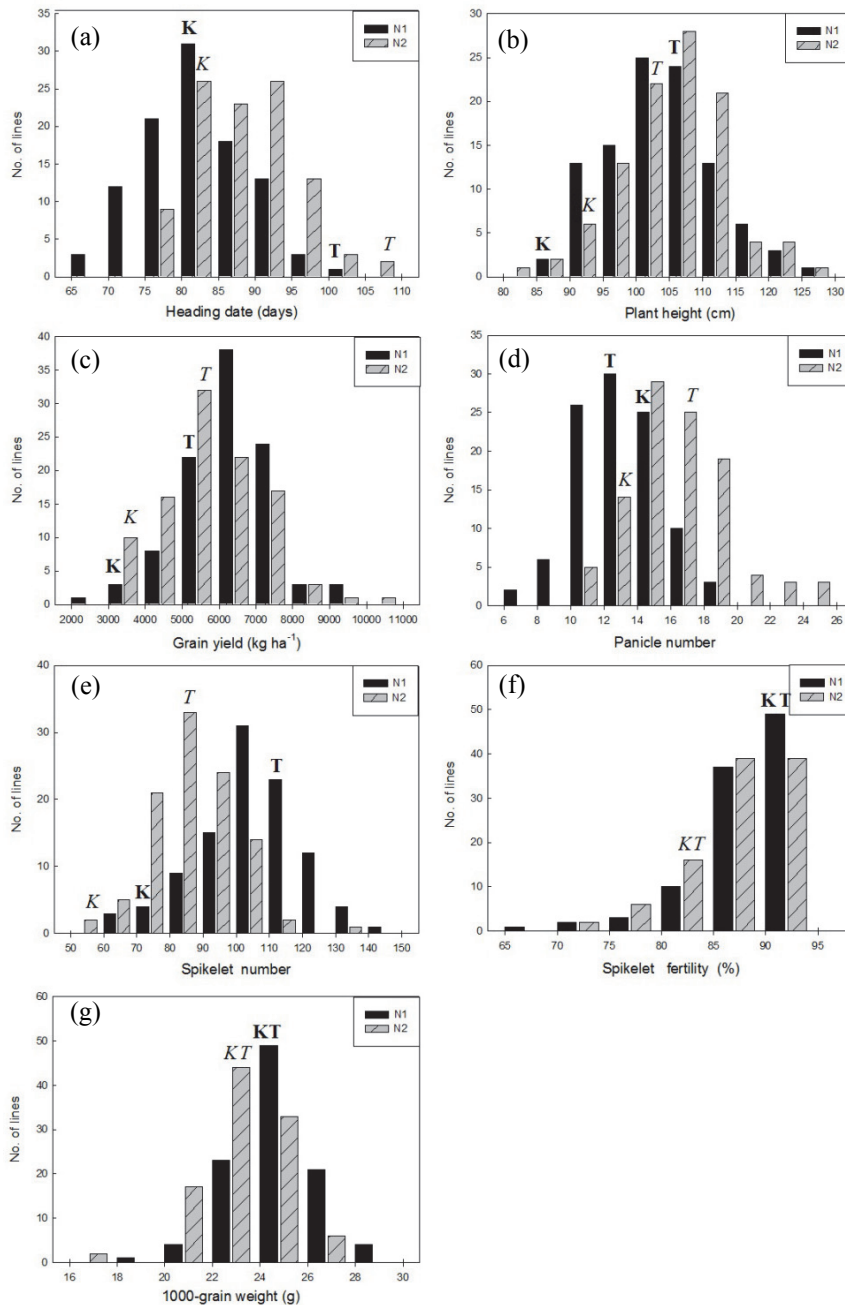 (a)
No. of lines
35
30
25
20
15
10
5
0
K
K
T
T
N1
N2
65 70 75 80 85 90 95 100 105 110
Heading date (days)
(b)
No. of lines
30
25
20
15
10
5
0
T
T
K
K
N1
N2
80 85 90 95 100 105 110 115 120 125 130
Plant height (cm)
(c)
No. of lines
40
35
30
25
20
15
10
5
0
T
T
K
K
N1
N2
2000 3000 4000 5000 6000 7000 8000 9000 10000 11000
Grain yield (kg ha⁻¹)
(d)
No. of lines
35
30
25
20
15
10
5
0
T
K
T
K
N1
N2
6 8 10 12 14 16 18 20 22 24 26
Panicle number
(e)
No. of lines
40
30
20
10
0
T
T
K
K
N1
N2
50 60 70 80 90 100 110 120 130 140 150
Spikelet number
(f)
No. of lines
60
50
40
30
20
10
0
KT
KT
N1
N2
65 70 75 80 85 90 95
Spikelet fertility (%)
(g)
No. of lines
60
50
40
30
20
10
0
KT
KT
N1
N2
16 18 20 22 24 26 28 30
1000-grain weight (g)